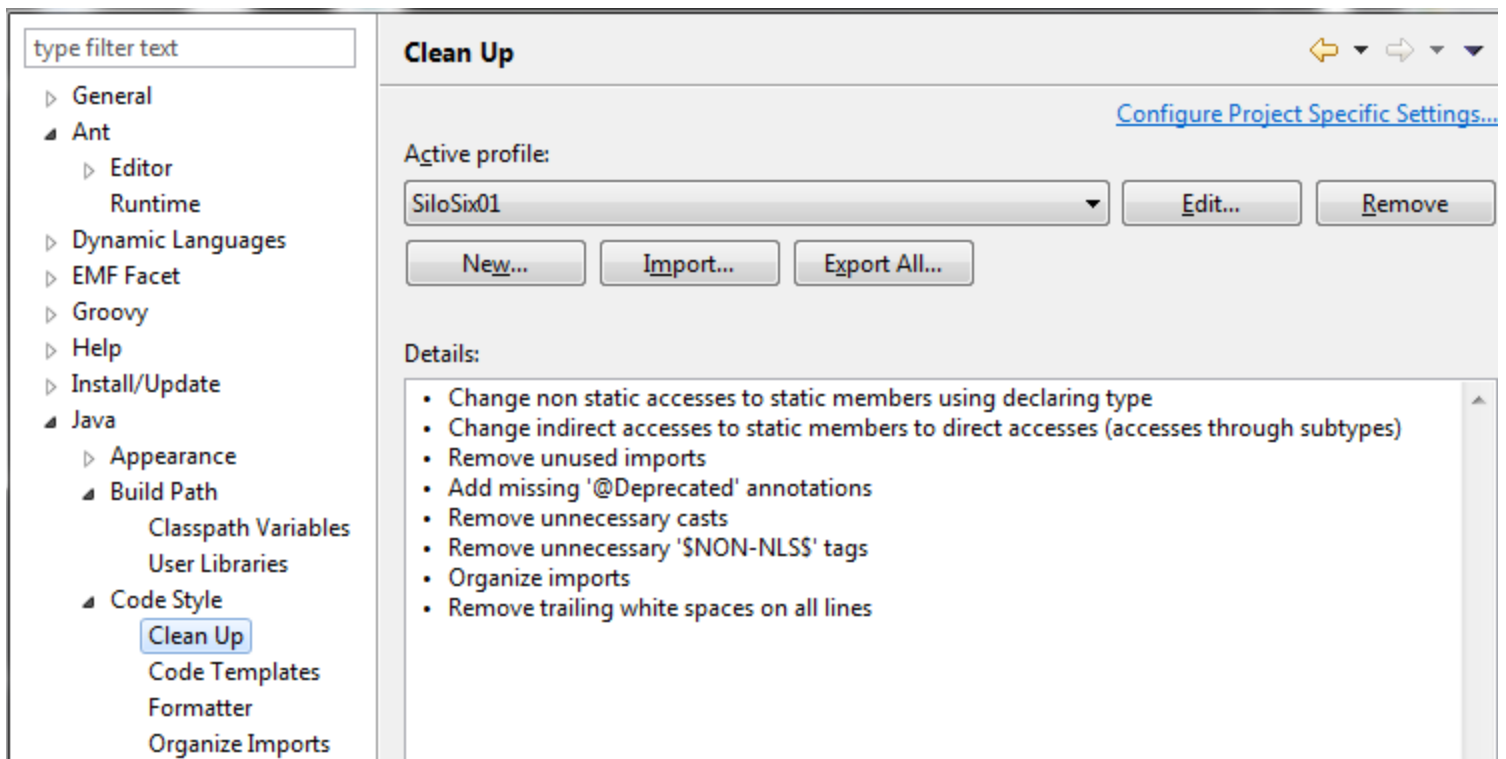 type filter text
General
Ant
Editor
Runtime
Dynamic Languages
EMF Facet
Groovy
Help
Install/Update
Java
Appearance
Build Path
Classpath Variables
User Libraries
Code Style
Clean Up
Code Templates
Formatter
Organize Imports
Clean Up
Configure Project Specific Settings...
Active profile:
SiloSix01 Edit... Remove
New... Import... Export All...
Details:
• Change non static accesses to static members using declaring type
• Change indirect accesses to static members to direct accesses (accesses through subtypes)
• Remove unused imports
• Add missing '@Deprecated' annotations
• Remove unnecessary casts
• Remove unnecessary '$NON-NLS$' tags
• Organize imports
• Remove trailing white spaces on all lines